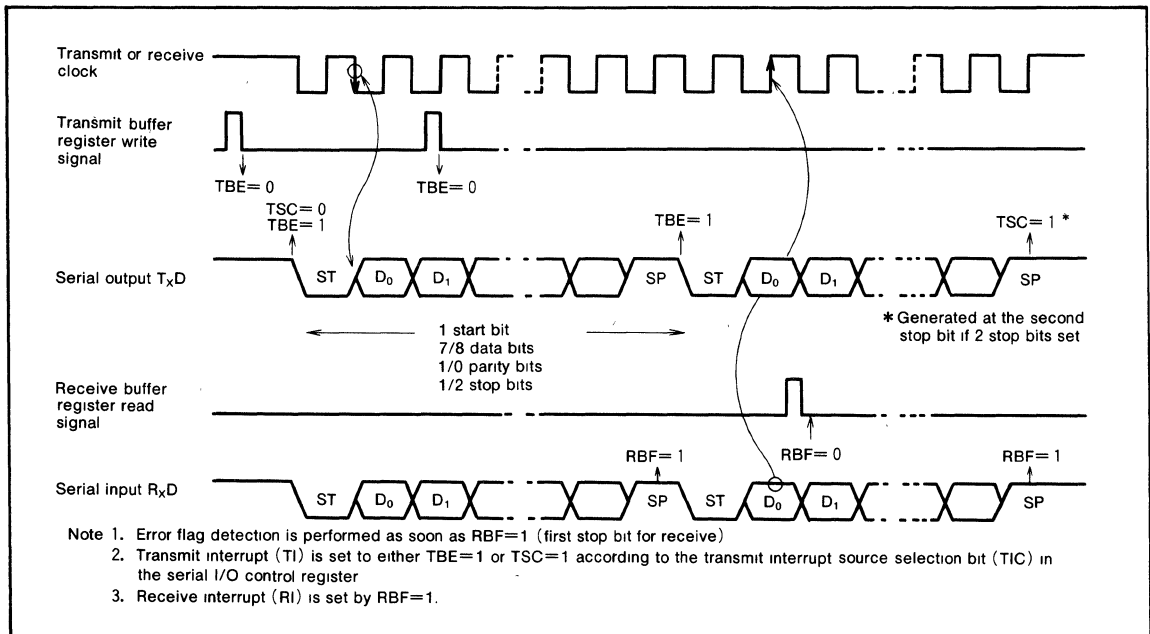 Transmit or receive
clock
Transmit buffer
register write
signal
TBE= 0
TBE= 0
TSC= 0
TBE= 1
TBE= 1
TSC= 1 *
Serial output TxD
ST
D0
D1
SP
ST
D0
D1
SP
* Generated at the second
stop bit if 2 stop bits set
1 start bit
7/8 data bits
1/0 parity bits
1/2 stop bits
Receive buffer
register read
signal
RBF= 1
RBF= 0
RBF= 1
Serial input RxD
ST
D0
D1
SP
ST
D0
D1
SP
Note 1. Error flag detection is performed as soon as RBF=1 (first stop bit for receive)
2. Transmit interrupt (TI) is set to either TBE=1 or TSC=1 according to the transmit interrupt source selection bit (TIC) in
the serial I/O control register
3. Receive interrupt (RI) is set by RBF=1.